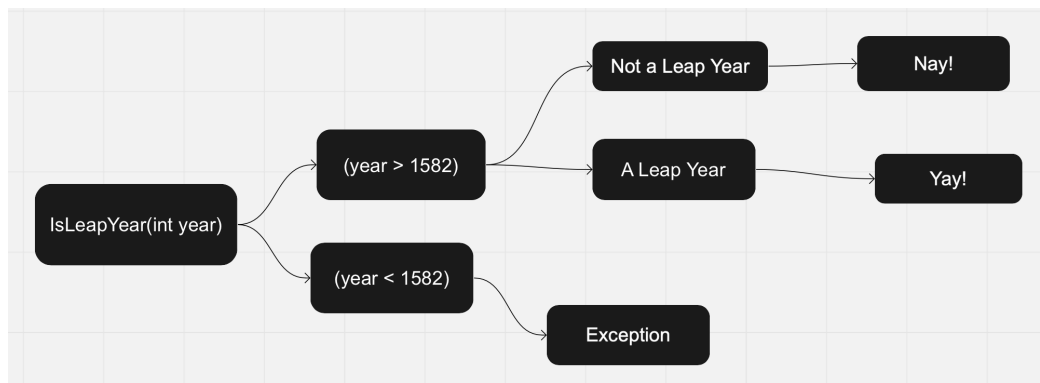 IsLeapYear(int year)
(year > 1582)
Not a Leap Year
Nay!
A Leap Year
Yay!
(year < 1582)
Exception